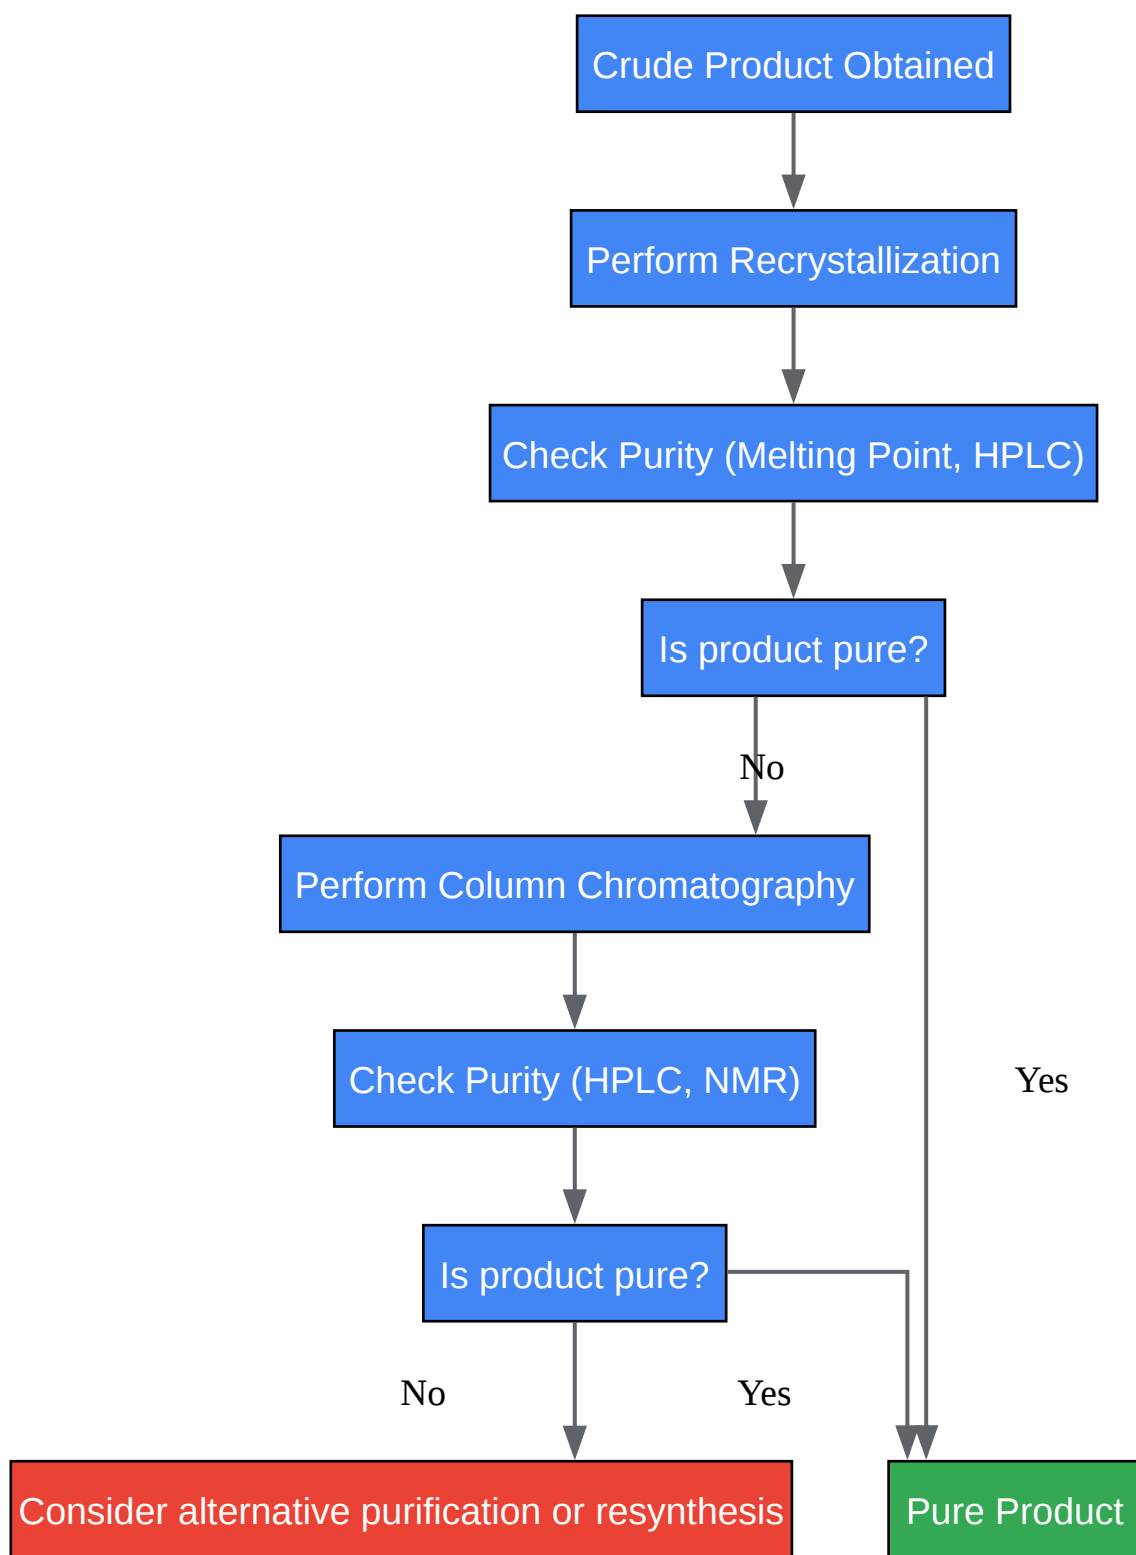 Crude Product Obtained
Perform Recrystallization
Check Purity (Melting Point, HPLC)
Is product pure?
No
Perform Column Chromatography
Check Purity (HPLC, NMR)
Yes
Is product pure?
No
Yes
Consider alternative purification or resynthesis
Pure Product